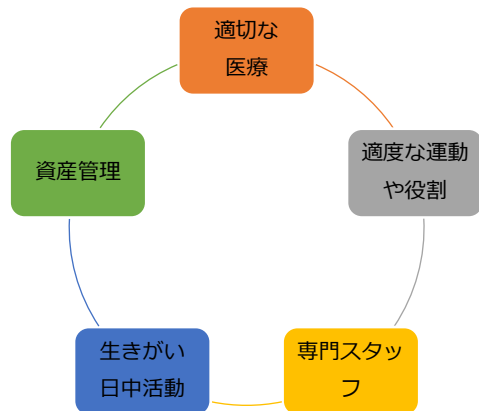 適切な
医療
適度な運動
や役割
専門スタッ
フ
生きがい
日中活動
資産管理